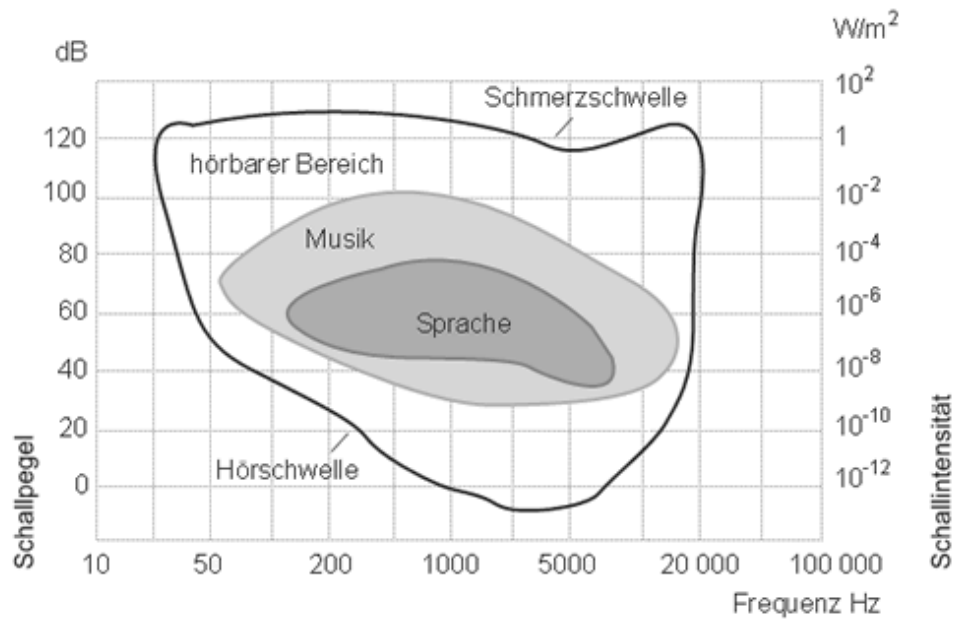 dB
W/m²
10²
Schmerzschwelle
120
1
hörbarer Bereich
100
10⁻²
Musik
80
10⁻⁴
60
10⁻⁶
Sprache
40
10⁻⁸
20
10⁻¹⁰
Hörschwelle
0
10⁻¹²
Schallpegel
Schallintensität
10 50 200 1000 5000 20 000 100 000
Frequenz Hz